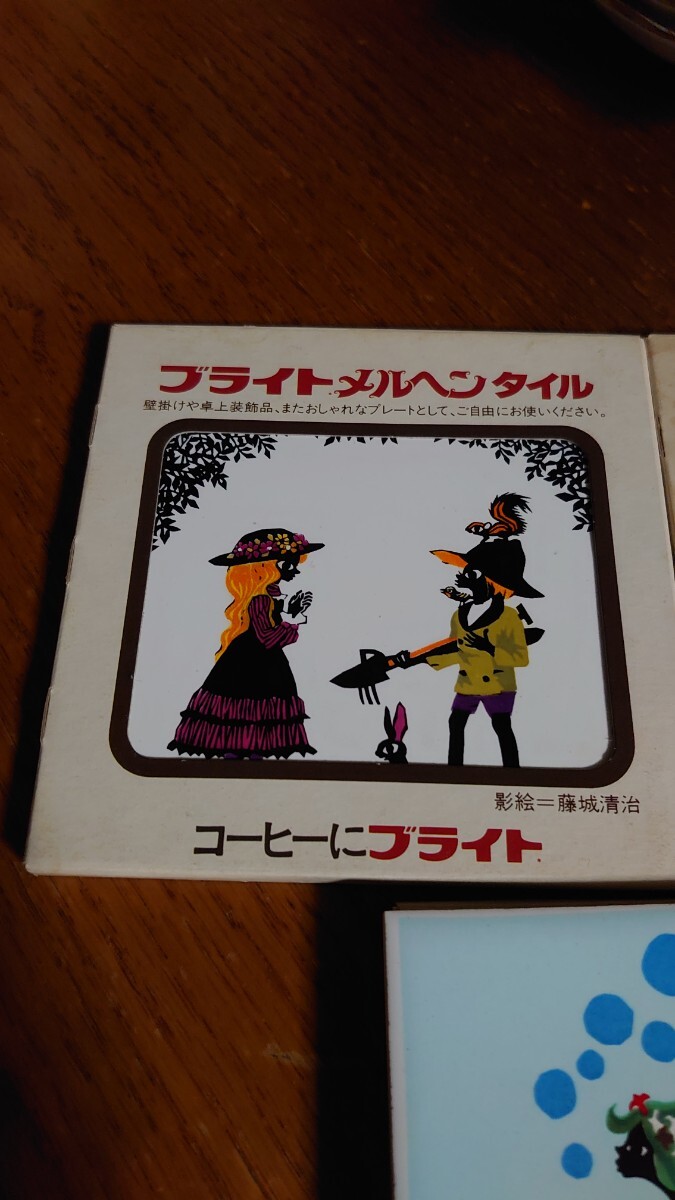 ブライトメルヘンタイル
壁掛けや卓上装飾品、またおしゃれなプレートとして、ご自由にお使いください。
影絵=藤城清治
コーヒーにブライト